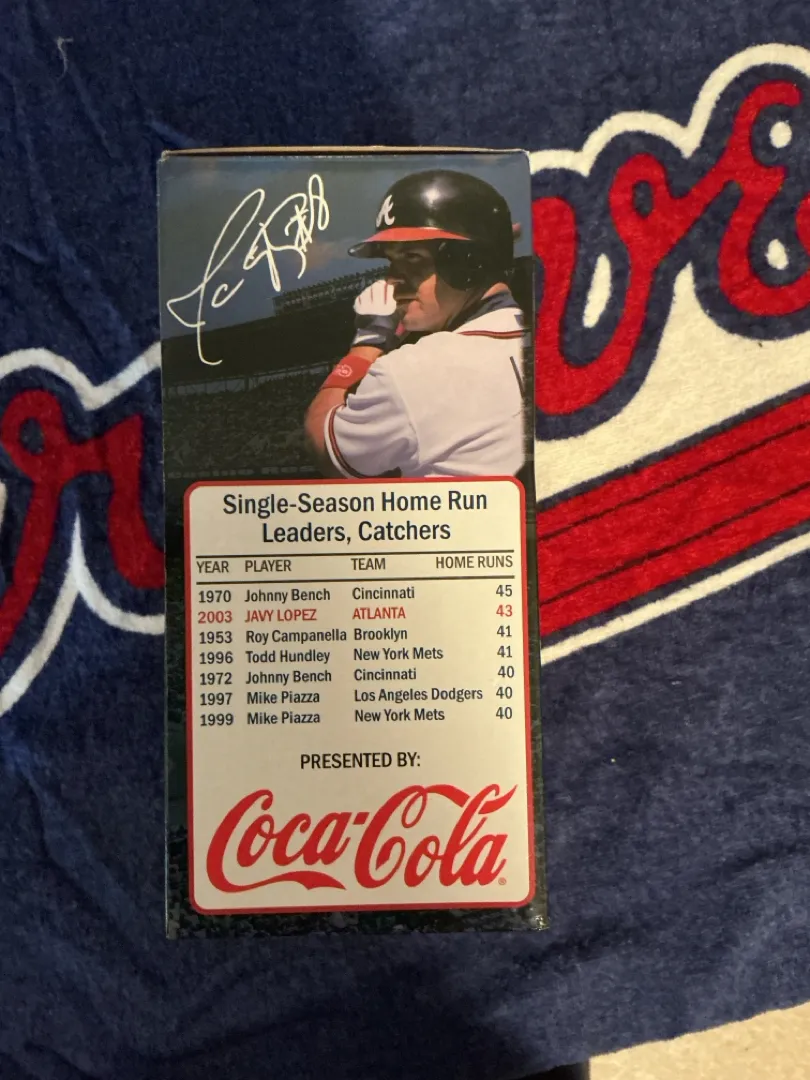 A
#8
Single-Season Home Run
Leaders, Catchers
YEAR PLAYER TEAM HOME RUNS
1970 Johnny Bench Cincinnati 45
2003 JAVY LOPEZ ATLANTA 43
1953 Roy Campanella Brooklyn 41
1996 Todd Hundley New York Mets 41
1972 Johnny Bench Cincinnati 40
1997 Mike Piazza Los Angeles Dodgers 40
1999 Mike Piazza New York Mets 40
PRESENTED BY:
Coca-Cola